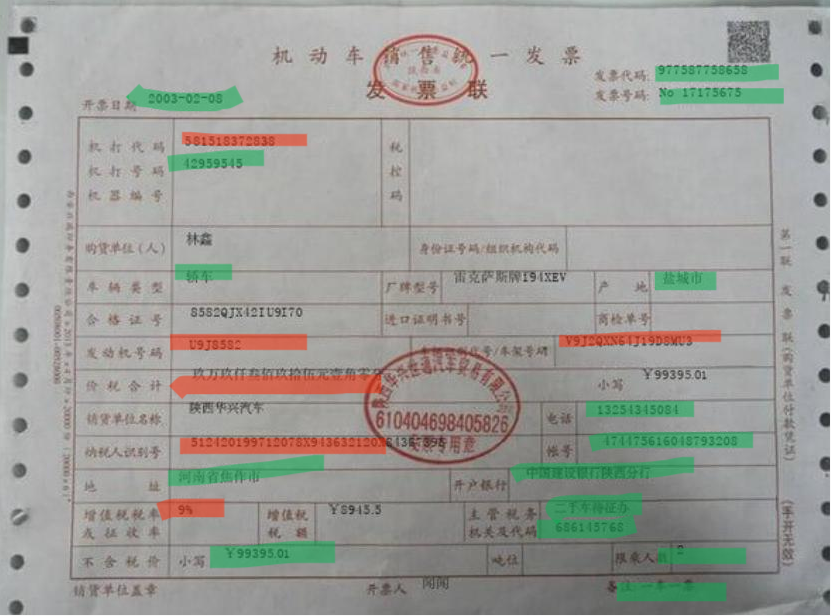 机动车销售统一发票
发票联
发票代码: 977587758658
发票号码: No 17175675
开票日期 2003-02-08
机打代码 581518372838
机打号码 42959545
机器编号
税控码
购货单位(人) 林鑫 身份证号码/组织机构代码
车辆类型 轿车 厂牌型号 雷克萨斯牌194XEV 产地 盐城市
合格证号 8582QJX42IU9I70 进口证明书号 商检单号
发动机号码 U9J8582 车架号码 V9J2QXN64J19D8MU3
价税合计 玖万玖仟叁佰玖拾伍元壹角零分 小写 ￥99395.01
销货单位名称 陕西华兴汽车 电话 13254345084
纳税人识别号 帐号 474475616048793208
610404698405826
发票专用章
地址 河南省焦作市 开户银行 中国建设银行陕西分行
增值税税率或征收率 9% 增值税税额 ￥8945.5 主管税务机关及代码 二手车待征办 686145768
不含税价 小写 ￥99395.01 吨位 限乘人数 2
销货单位盖章 开票人 闻闻 备注:一车一票
第一联 发票联(购货单位付款凭证)
(手开无效)